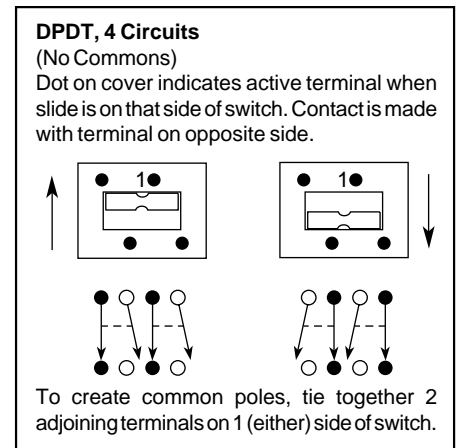 DPDT, 4 Circuits
(No Commons)
Dot on cover indicates active terminal when
slide is on that side of switch. Contact is made
with terminal on opposite side.
1
1
To create common poles, tie together 2
adjoining terminals on 1 (either) side of switch.